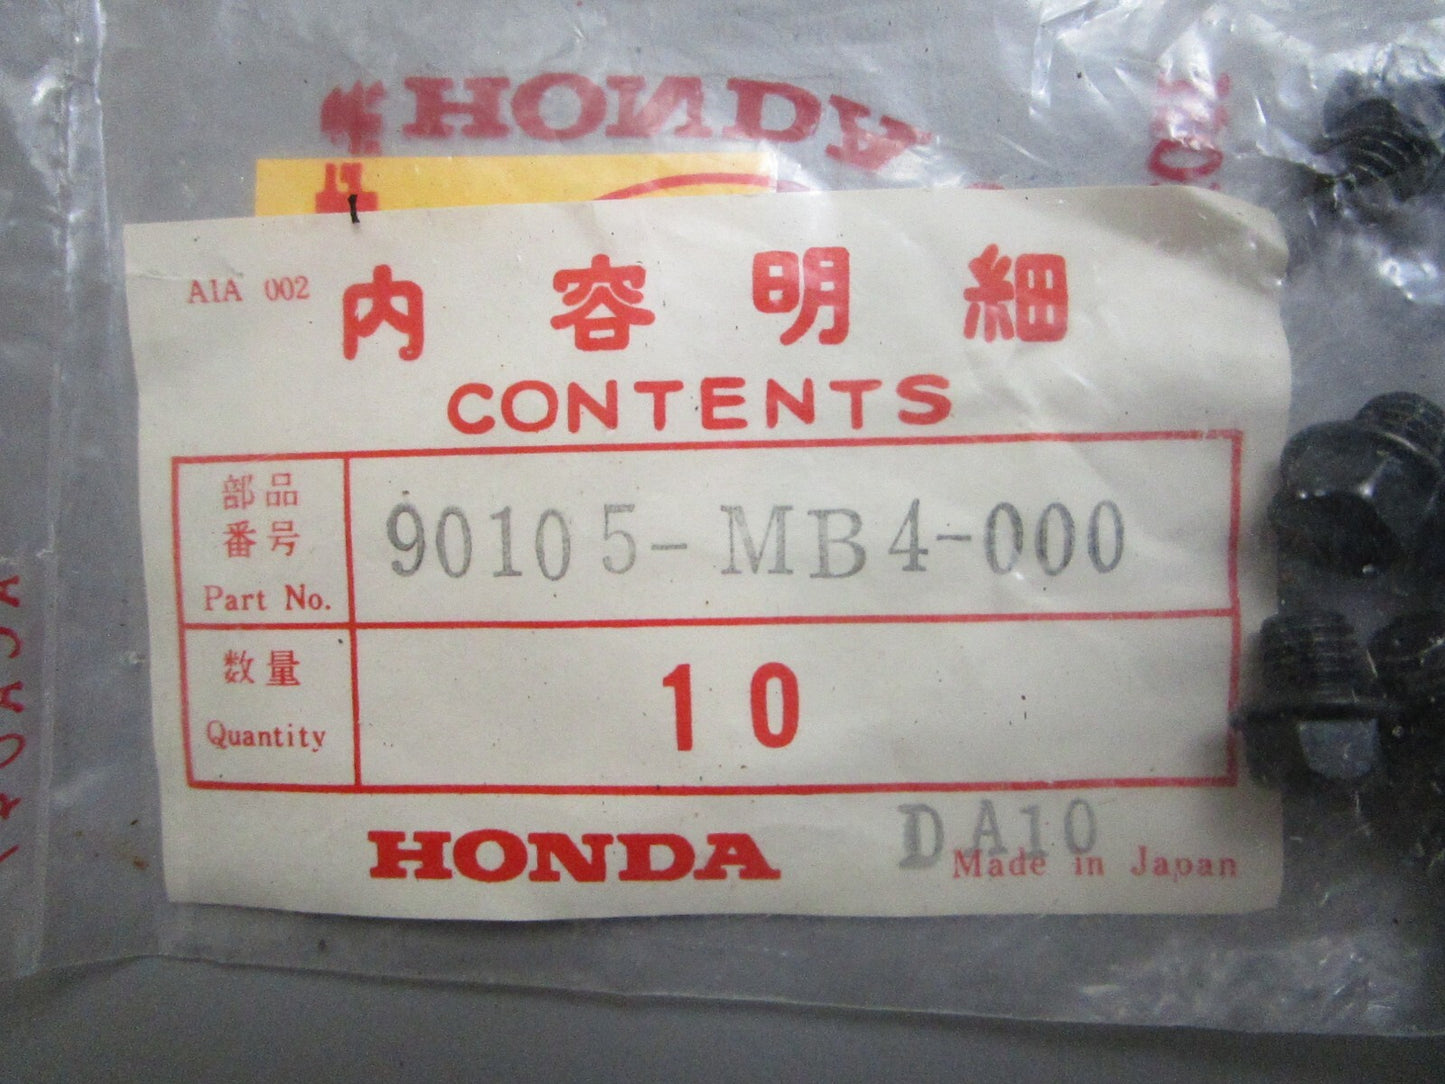 HONDA
AIA 002
内容明細
CONTENTS
部品
番号
Part No.
90105-MB4-000
数量
Quantity
10
HONDA
DA10
Made in Japan